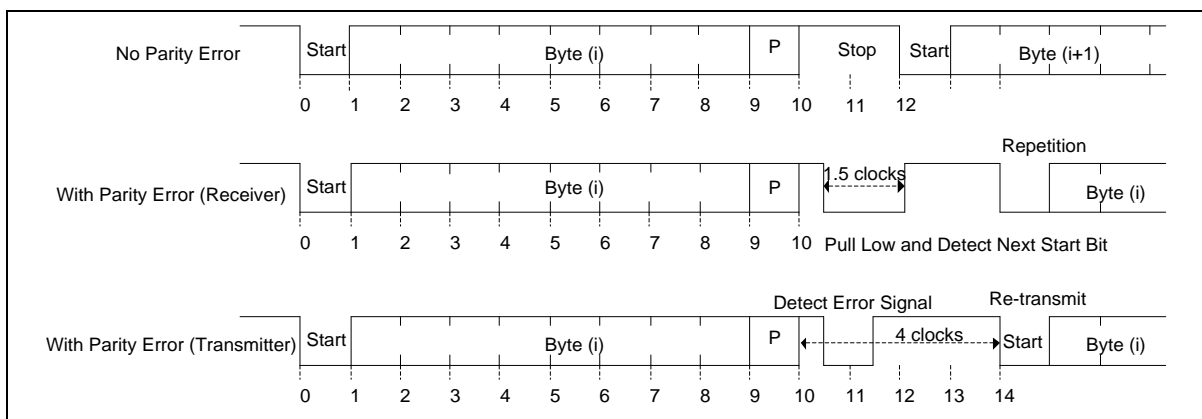 No Parity Error
Start Byte (i) P Stop Start Byte (i+1)
0 1 2 3 4 5 6 7 8 9 10 11 12
Repetition
With Parity Error (Receiver)
Start Byte (i) P 1.5 clocks Byte (i)
0 1 2 3 4 5 6 7 8 9 10 Pull Low and Detect Next Start Bit
Detect Error Signal Re-transmit
With Parity Error (Transmitter)
Start Byte (i) P 4 clocks Start Byte (i)
0 1 2 3 4 5 6 7 8 9 10 11 12 13 14